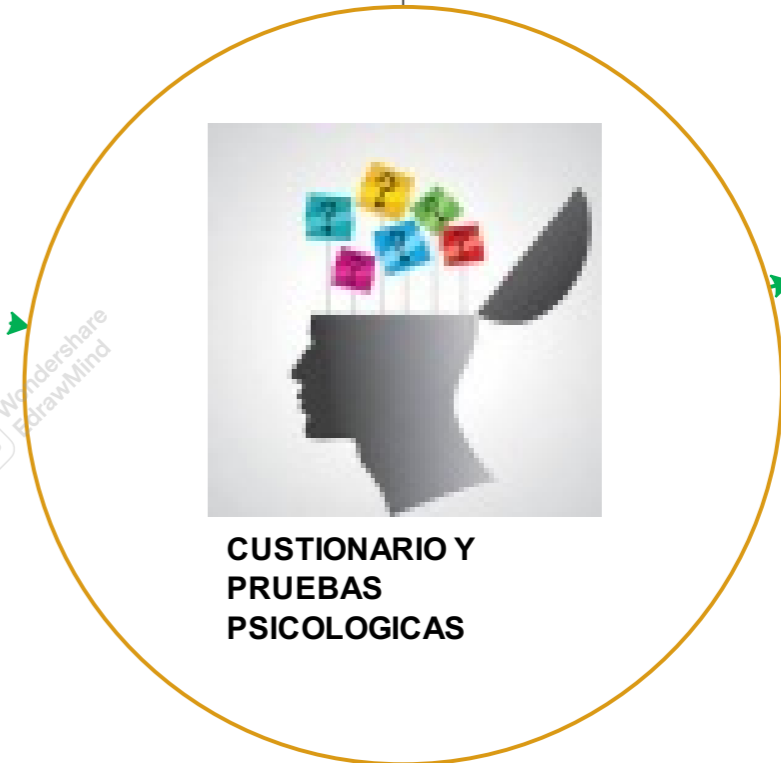 ?
?
?
?
?
?
Wondershare
EdrawMind
CUSTIONARIO Y
PRUEBAS
PSICOLOGICAS